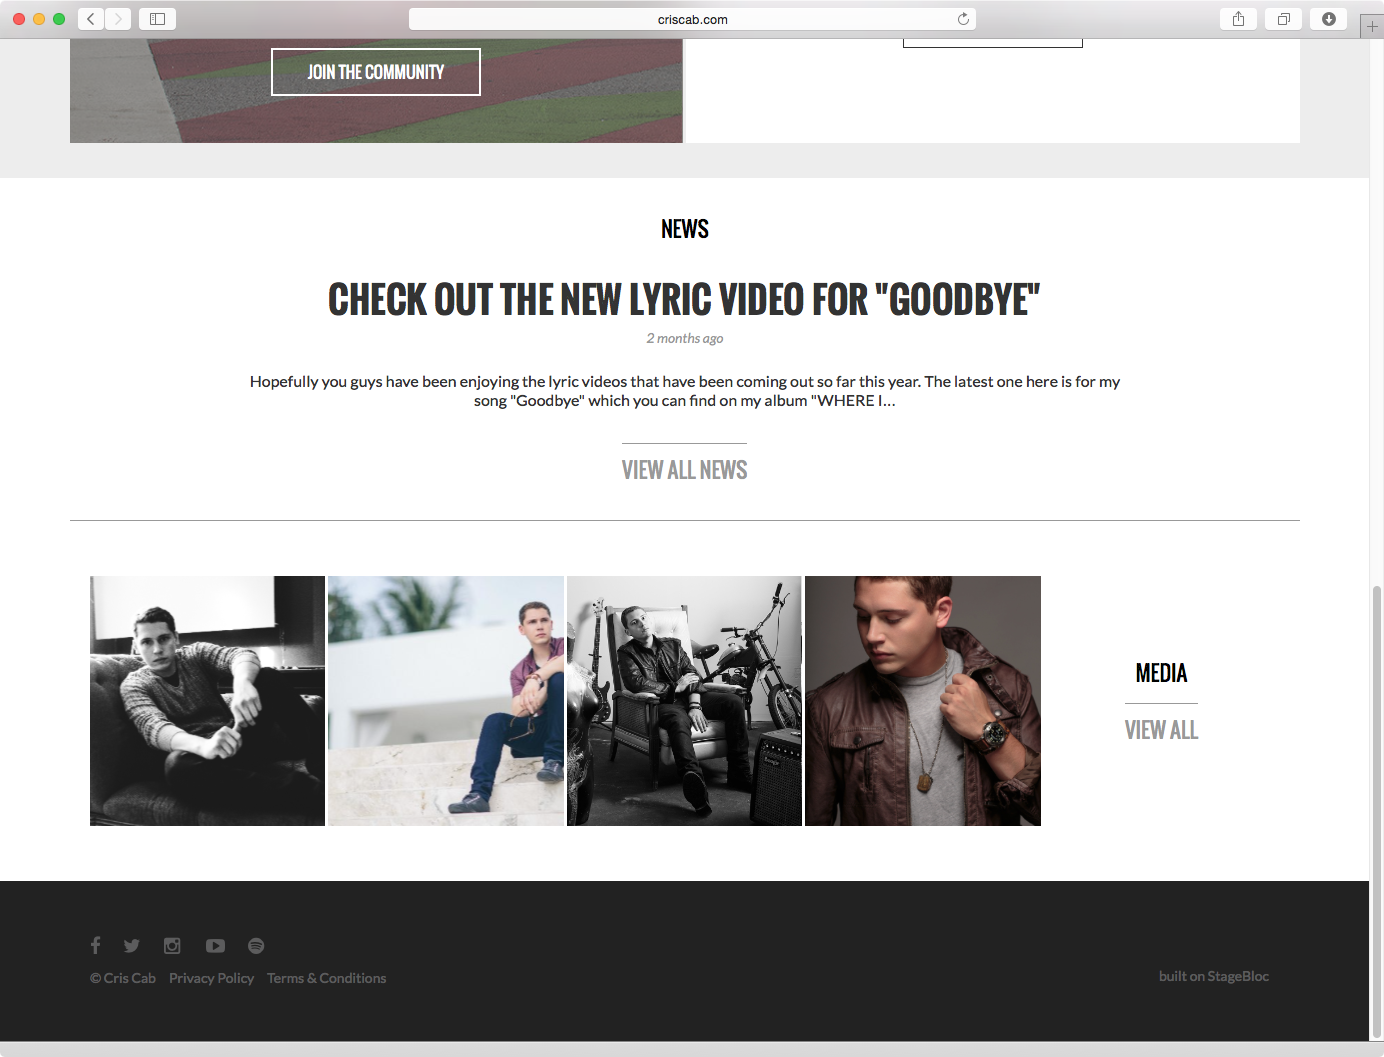 criscab.com
JOIN THE COMMUNITY
NEWS
CHECK OUT THE NEW LYRIC VIDEO FOR "GOODBYE"
2 months ago
Hopefully you guys have been enjoying the lyric videos that have been coming out so far this year. The latest one here is for my
song "Goodbye" which you can find on my album "WHERE I...
VIEW ALL NEWS
MEDIA
VIEW ALL
© Cris Cab Privacy Policy Terms & Conditions
built on StageBloc